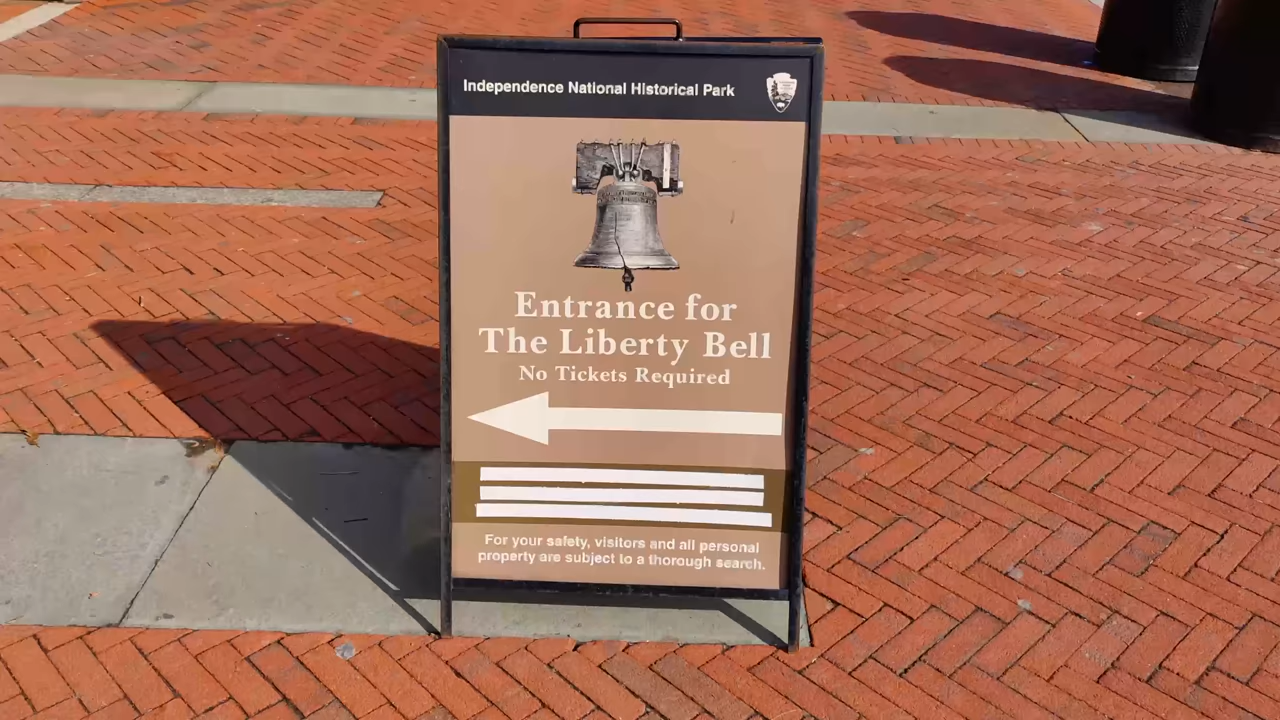 Independence National Historical Park
Entrance for
The Liberty Bell
No Tickets Required
For your safety, visitors and all personal
property are subject to a thorough search.